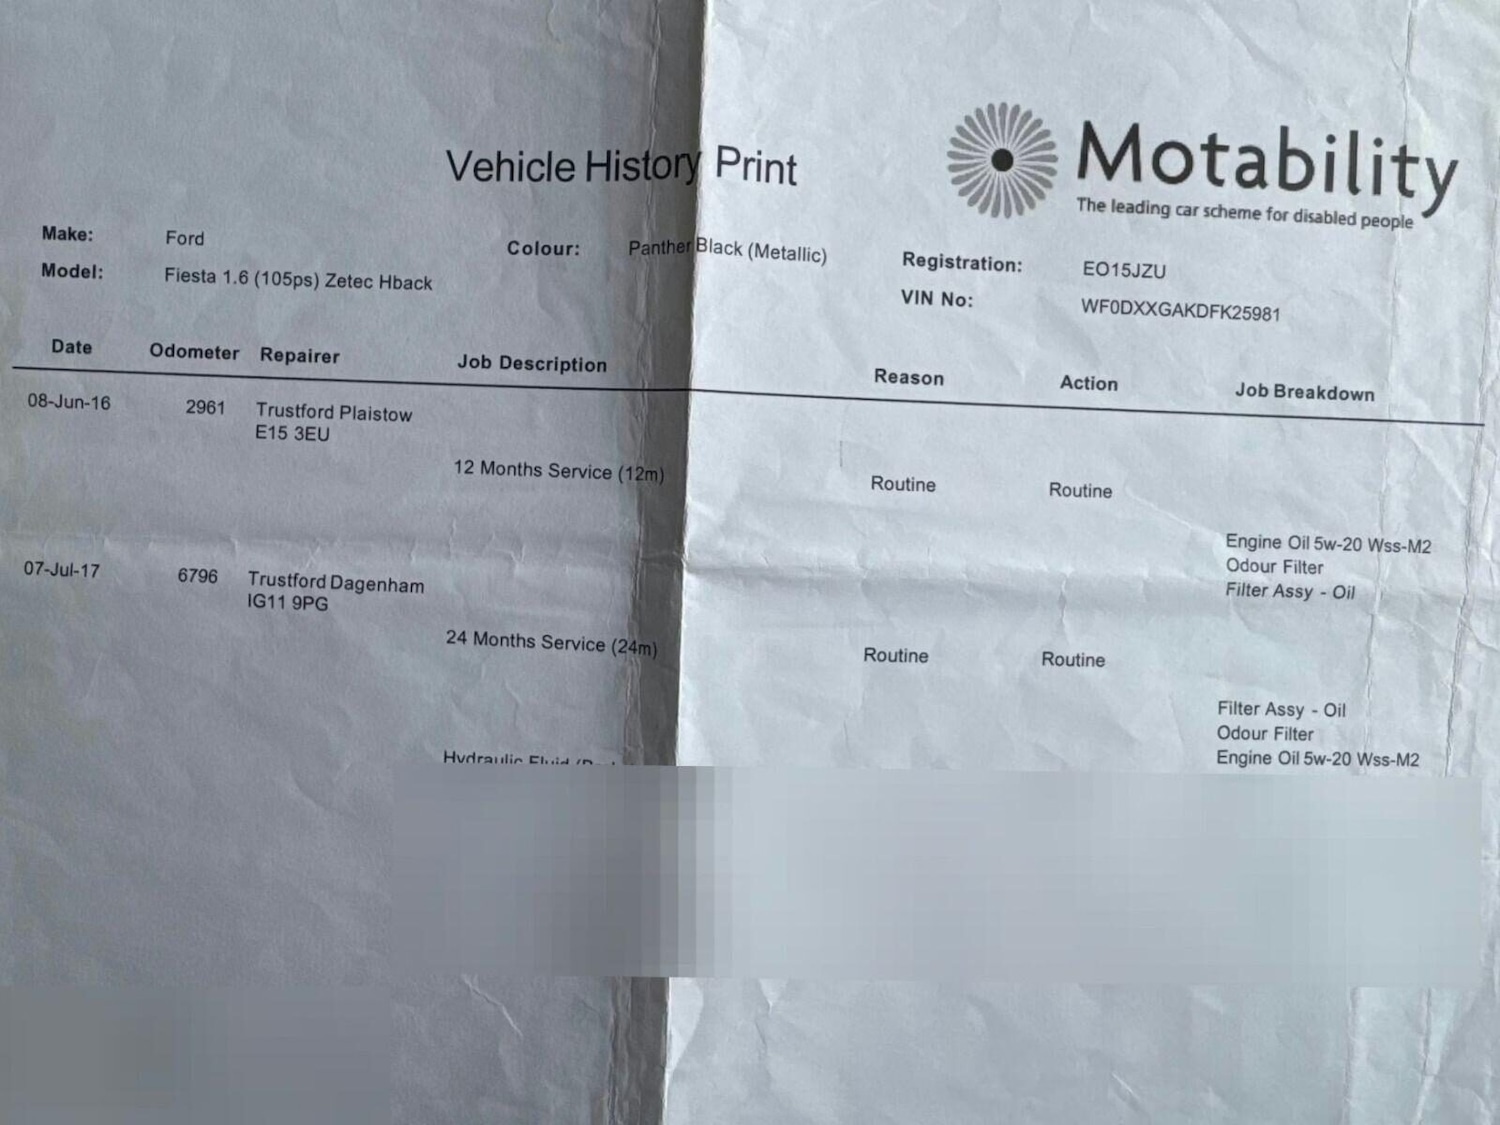 Motability
The leading car scheme for disabled people
Vehicle History Print
Make: Ford
Colour: Panther Black (Metallic)
Registration: EO15JZU
Model: Fiesta 1.6 (105ps) Zetec Hback
VIN No: WF0DXXGAKDFK25981
Date Odometer Repairer Job Description Reason Action Job Breakdown
08-Jun-16 2961 Trustford Plaistow
E15 3EU
12 Months Service (12m) Routine Routine
Engine Oil 5w-20 Wss-M2
Odour Filter
Filter Assy - Oil
07-Jul-17 6796 Trustford Dagenham
IG11 9PG
24 Months Service (24m) Routine Routine
Filter Assy - Oil
Odour Filter
Engine Oil 5w-20 Wss-M2
Hydraulic Fluid